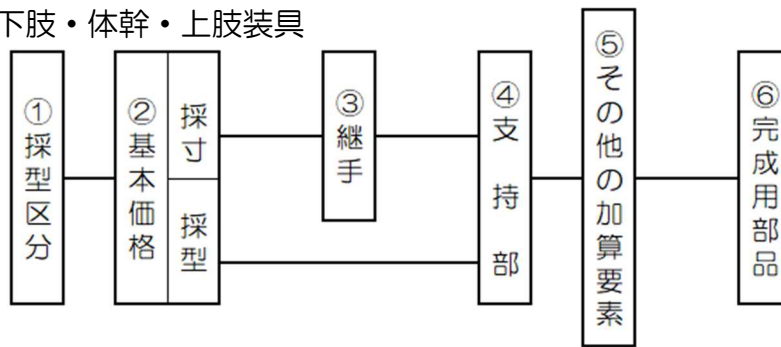 下肢・体幹・上肢装具
①採型区分
②基本価格
採寸
採型
③継手
④支持部
⑤その他の加算要素
⑥完成用部品